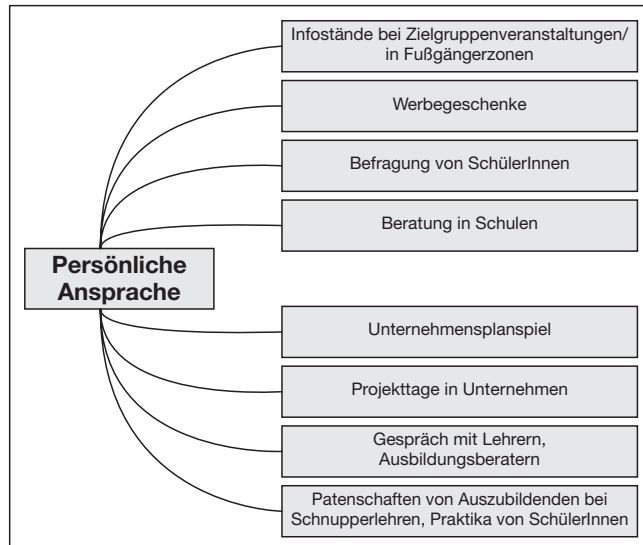 Infostände bei Zielgruppenveranstaltungen/
in Fußgängerzonen
Werbegeschenke
Befragung von SchülerInnen
Beratung in Schulen
Persönliche
Ansprache
Unternehmensplanspiel
Projekttage in Unternehmen
Gespräch mit Lehrern,
Ausbildungsberatern
Patenschaften von Auszubildenden bei
Schnupperlehren, Praktika von SchülerInnen